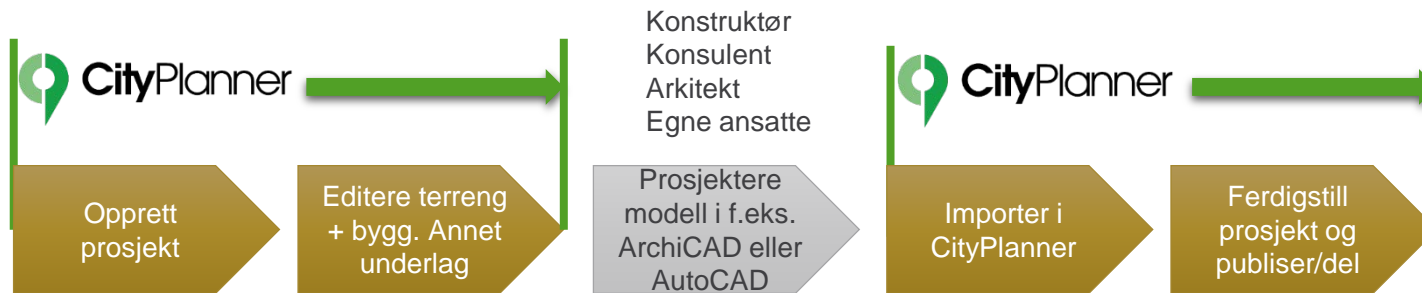 CityPlanner
Konstruktør
Konsulent
Arkitekt
Egne ansatte
CityPlanner
Opprett
prosjekt
Editere terreng
+ bygg. Annet
underlag
Prosjektere
modell i f.eks.
ArchiCAD eller
AutoCAD
Importer i
CityPlanner
Ferdigstill
prosjekt og
publiser/del